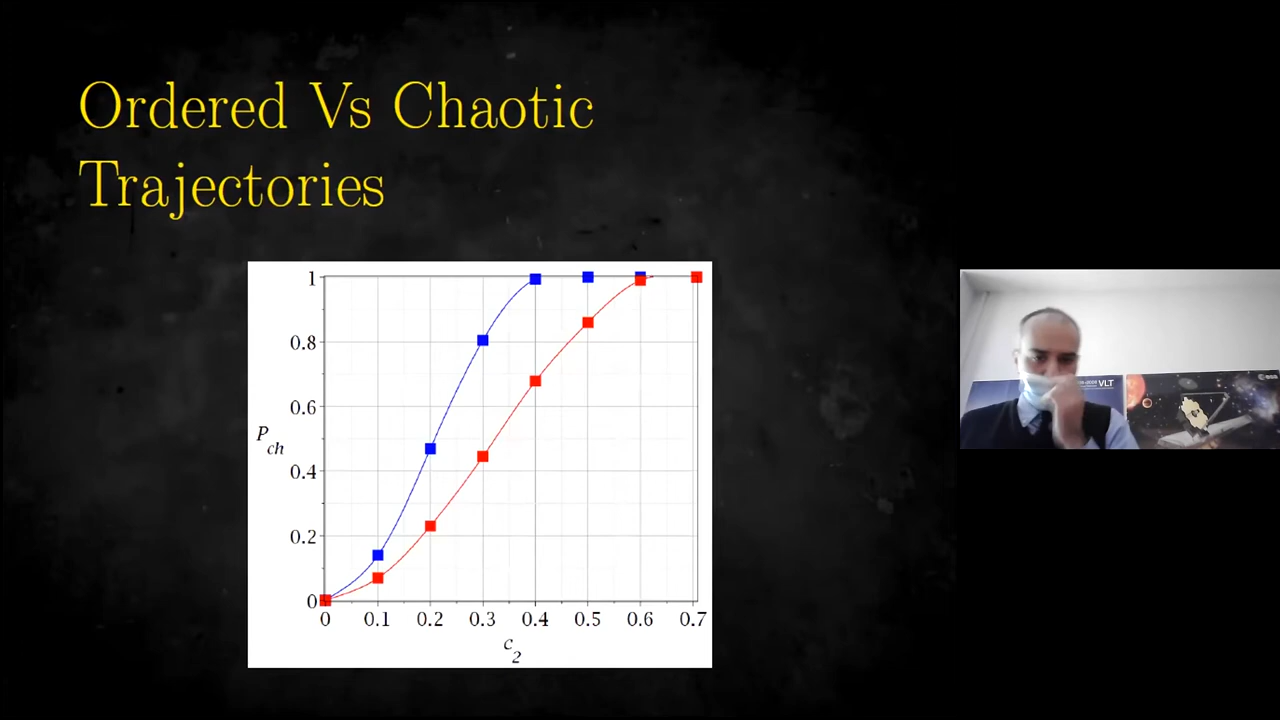 Ordered Vs Chaotic
Trajectories
1
0.8
0.6
P
ch
0.4
0.2
0
0 0.1 0.2 0.3 0.4 0.5 0.6 0.7
c
2
VLT